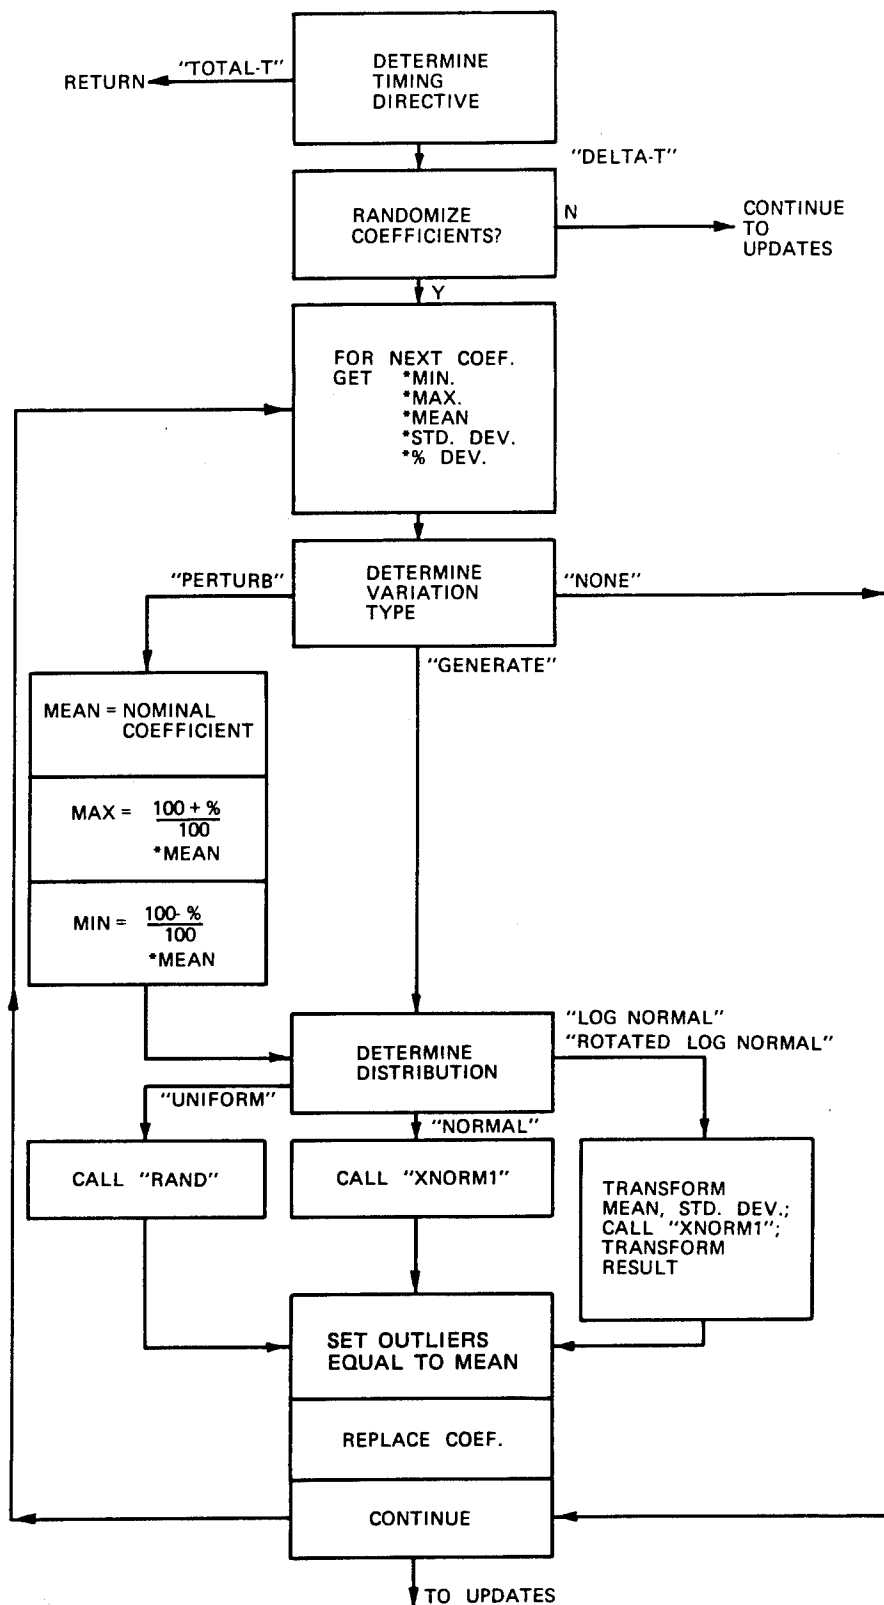 DETERMINE
TIMING
DIRECTIVE
"TOTAL-T"
RETURN
"DELTA-T"
RANDOMIZE
COEFFICIENTS?
N
CONTINUE
TO
UPDATES
Y
FOR NEXT COEF.
GET *MIN.
*MAX.
*MEAN
*STD. DEV.
*% DEV.
"PERTURB"
DETERMINE
VARIATION
TYPE
"NONE"
"GENERATE"
MEAN = NOMINAL
COEFFICIENT
MAX = 100 + %
100
*MEAN
MIN = 100- %
100
*MEAN
"LOG NORMAL"
"ROTATED LOG NORMAL"
DETERMINE
DISTRIBUTION
"UNIFORM"
"NORMAL"
CALL "RAND"
CALL "XNORM1"
TRANSFORM
MEAN, STD. DEV.;
CALL "XNORM1";
TRANSFORM
RESULT
SET OUTLIERS
EQUAL TO MEAN
REPLACE COEF.
CONTINUE
TO UPDATES